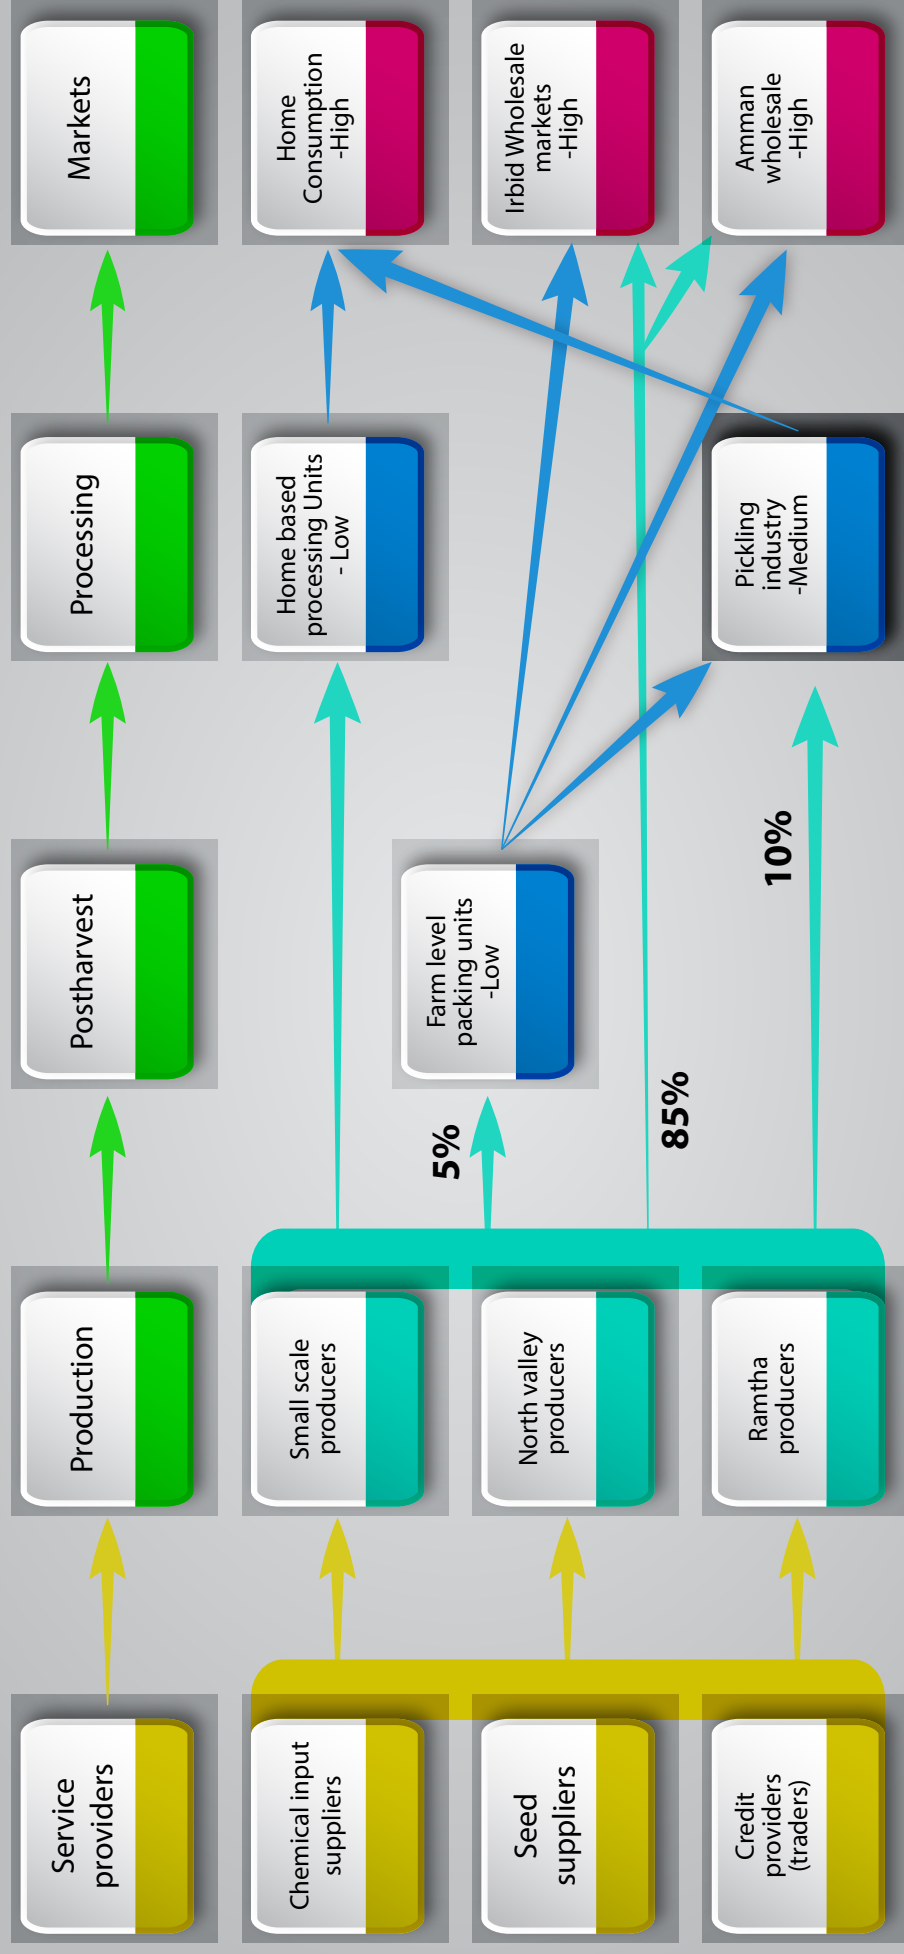 Service
providers
Production
Postharvest
Processing
Markets
Chemical input
suppliers
Small scale
producers
Home based
processing Units
- Low
Home
Consumption
-High
5%
Farm level
packing units
-Low
Seed
suppliers
North valley
producers
85%
Irbid Wholesale
markets
-High
Credit
providers
(traders)
Ramtha
producers
10%
Pickling
industry
-Medium
Amman
wholesale
-High